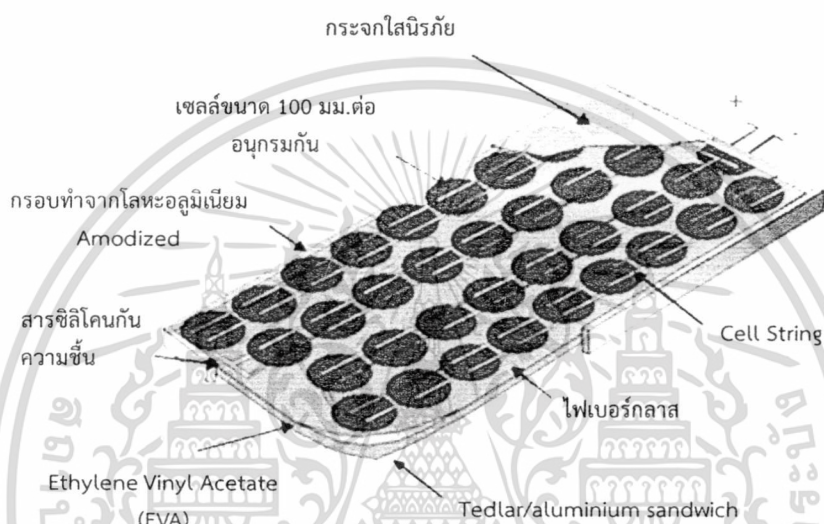 กระจกใสนิรภัย
เซลล์ขนาด 100 มม.ต่อ
อนุกรมกัน
กรอบทำจากโลหะอลูมิเนียม
Amodized
สารซิลิโคนกัน
ความชื้น
Cell String
ไฟเบอร์กลาส
Ethylene Vinyl Acetate
(EVA)
Tedlar/aluminium sandwich